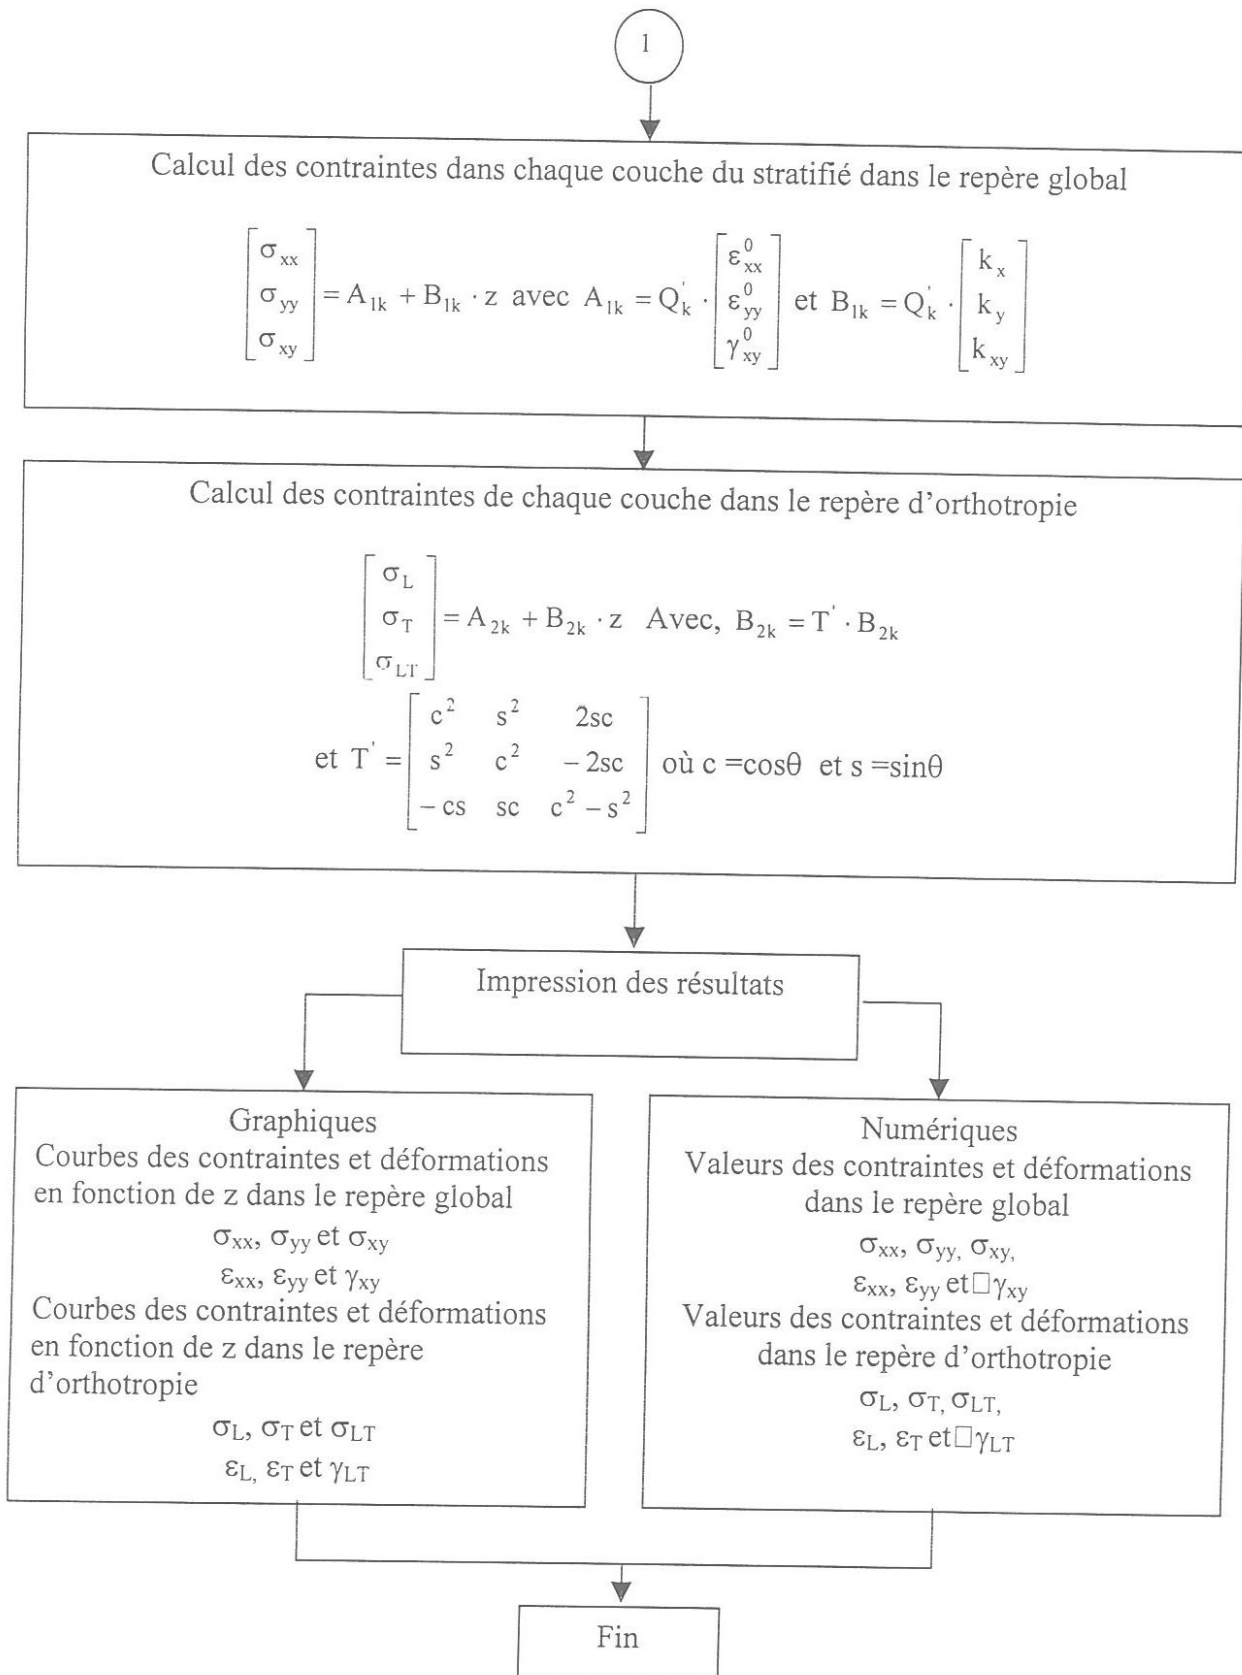 1
Calcul des contraintes dans chaque couche du stratifié dans le repère global
[σxx σyy σxy] = A1k + B1k · z avec A1k = Q'k · [ε⁰xx ε⁰yy γ⁰xy] et B1k = Q'k · [kx ky kxy]
Calcul des contraintes de chaque couche dans le repère d'orthotropie
[σL σT σLT] = A2k + B2k · z Avec, B2k = T' · B2k
et T' = [c² s² 2sc
s² c² − 2sc
− cs sc c² − s²] où c =cosθ et s =sinθ
Impression des résultats
Graphiques
Courbes des contraintes et déformations
en fonction de z dans le repère global
σxx, σyy et σxy
εxx, εyy et γxy
Courbes des contraintes et déformations
en fonction de z dans le repère
d'orthotropie
σL, σT et σLT
εL, εT et γLT
Numériques
Valeurs des contraintes et déformations
dans le repère global
σxx, σyy, σxy,
εxx, εyy et□γxy
Valeurs des contraintes et déformations
dans le repère d'orthotropie
σL, σT, σLT,
εL, εT et□γLT
Fin